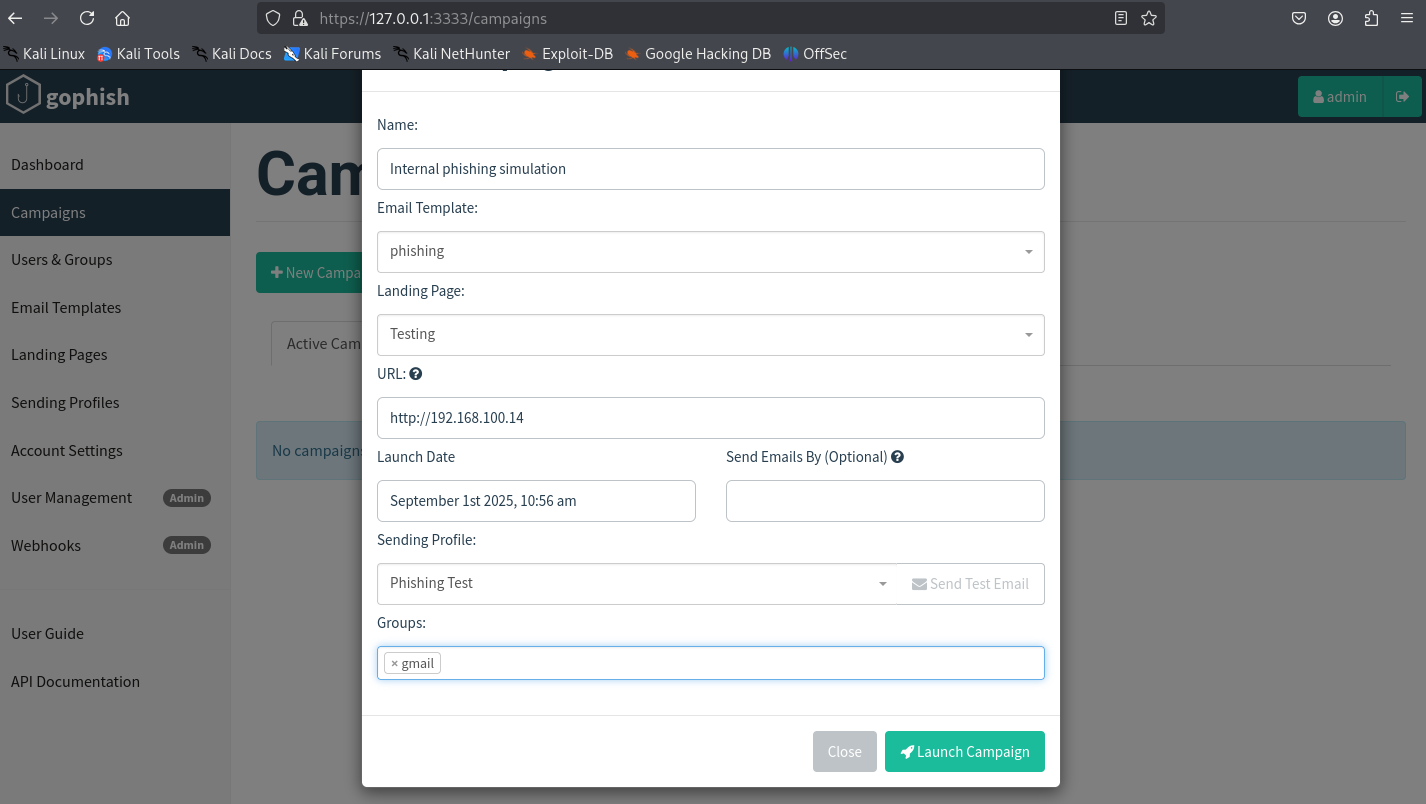 https://127.0.0.1:3333/campaigns
Kali Linux Kali Tools Kali Docs Kali Forums Kali NetHunter Exploit-DB Google Hacking DB OffSec
gophish
admin
Dashboard
Campaigns
Users & Groups
Email Templates
Landing Pages
Sending Profiles
Account Settings
User Management Admin
Webhooks Admin
User Guide
API Documentation
Cam
New Campa
Active Cam
No campaign
Name:
Internal phishing simulation
Email Template:
phishing
Landing Page:
Testing
URL:
http://192.168.100.14
Launch Date
Send Emails By (Optional)
September 1st 2025, 10:56 am
Sending Profile:
Phishing Test
Send Test Email
Groups:
× gmail
Close
Launch Campaign